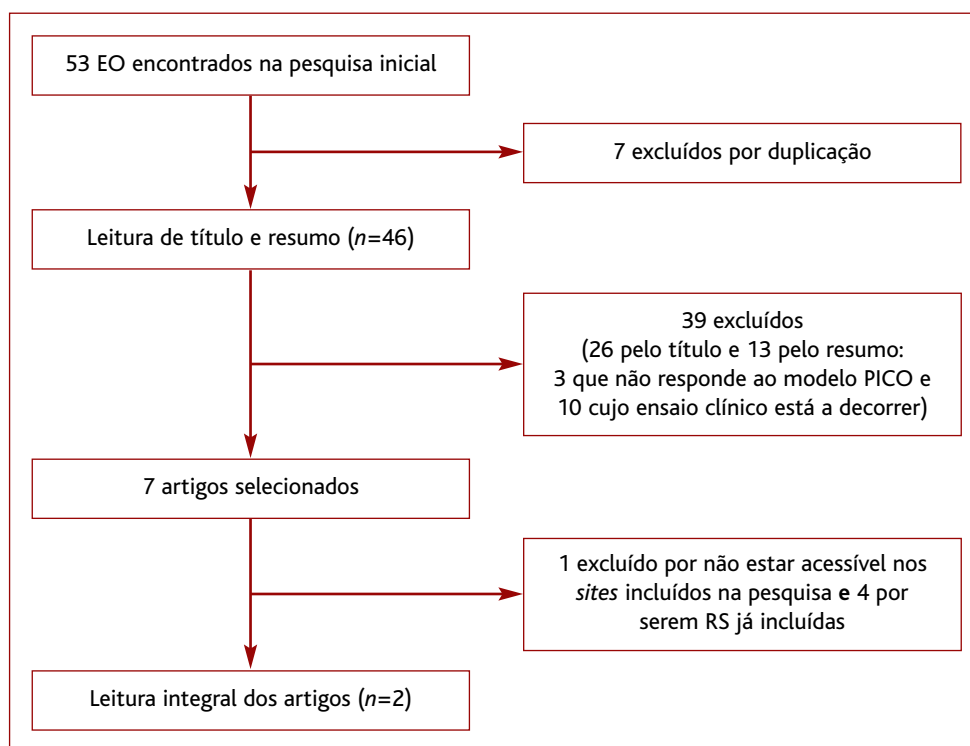 53 EO encontrados na pesquisa inicial
7 excluídos por duplicação
Leitura de título e resumo (n=46)
39 excluídos
(26 pelo título e 13 pelo resumo:
3 que não responde ao modelo PICO e
10 cujo ensaio clínico está a decorrer)
7 artigos selecionados
1 excluído por não estar acessível nos
sites incluídos na pesquisa e 4 por
serem RS já incluídas
Leitura integral dos artigos (n=2)